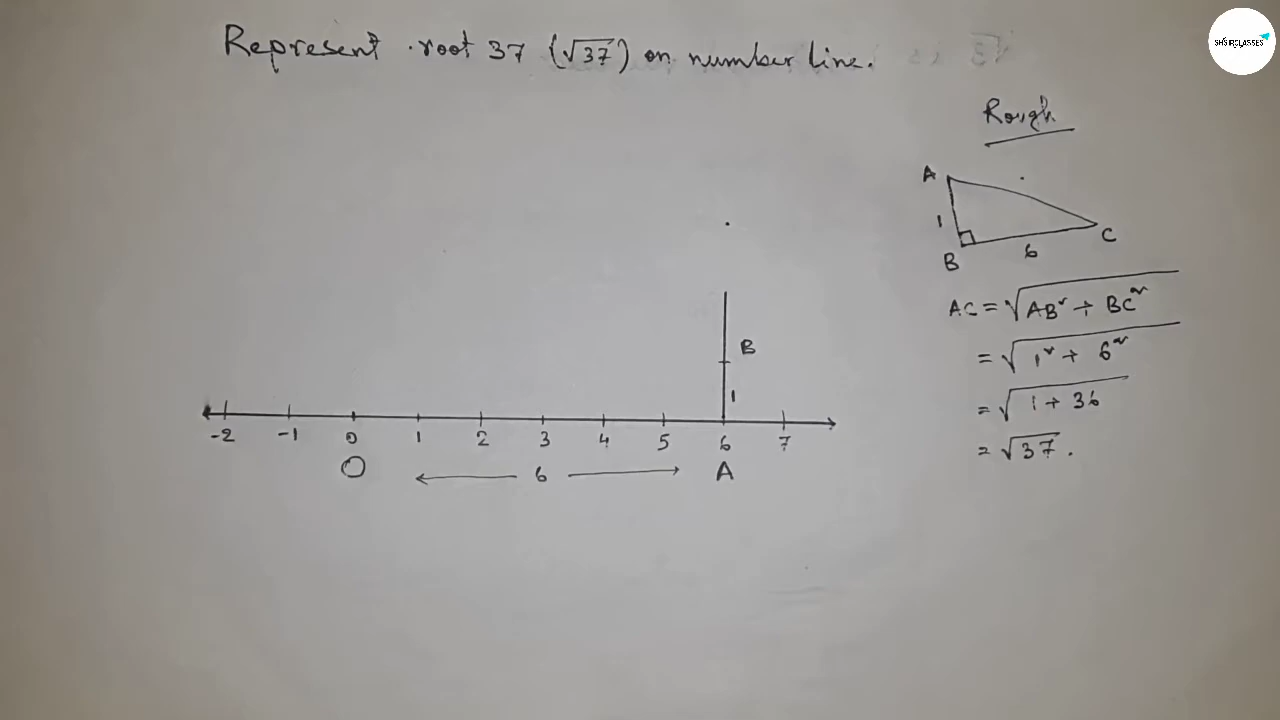 Represent root 37 (√37) on number line.
SHSIRCLASSES
Rough
A
1
B
6
C
AC = √AB² + BC²
= √1² + 6²
= √1 + 36
= √37.
B
1
-2 -1 0 1 2 3 4 5 6 7
O 6 A